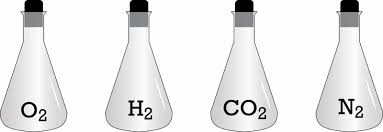 O₂ H₂ CO₂ N₂